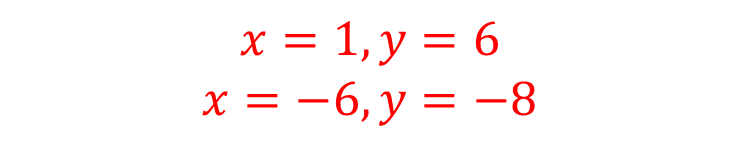 x = 1, y = 6
x = −6, y = −8